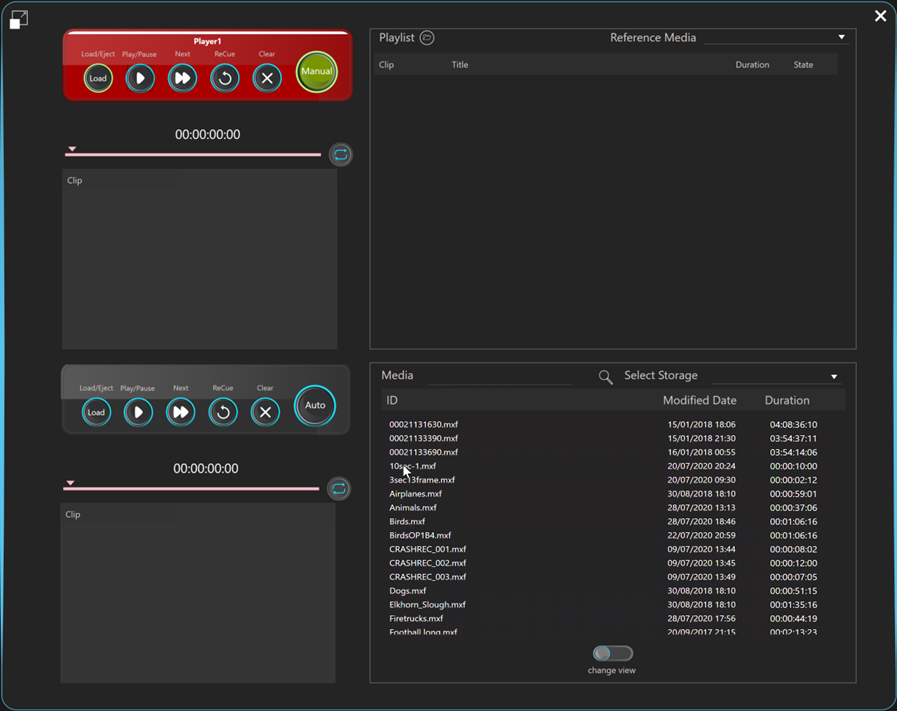 Player1
Load/Eject Play/Pause Next ReCue Clear
Load Manual
00:00:00:00
Clip
Playlist Reference Media
Clip Title Duration State
Load/Eject Play/Pause Next ReCue Clear
Load Auto
00:00:00:00
Clip
Media Select Storage
ID Modified Date Duration
00021131630.mxf 15/01/2018 18:06 04:08:36:10
00021133390.mxf 15/01/2018 21:30 03:54:37:11
00021133690.mxf 16/01/2018 00:55 03:54:14:06
10sec-1.mxf 20/07/2020 20:24 00:00:10:00
3sec13frame.mxf 20/07/2020 09:30 00:00:02:12
Airplanes.mxf 30/08/2018 18:10 00:00:59:01
Animals.mxf 28/07/2020 13:13 00:00:37:06
Birds.mxf 28/07/2020 18:46 00:01:06:16
BirdsOP1B4.mxf 22/07/2020 20:59 00:01:06:16
CRASHREC_001.mxf 09/07/2020 13:44 00:00:08:02
CRASHREC_002.mxf 09/07/2020 13:45 00:00:12:00
CRASHREC_003.mxf 09/07/2020 13:49 00:00:07:05
Dogs.mxf 30/08/2018 18:10 00:00:51:15
Elkhorn_Slough.mxf 30/08/2018 18:10 00:01:35:16
Firetrucks.mxf 28/07/2020 17:56 00:00:44:19
Football long.mxf 20/09/2017 21:15 00:02:13:23
change view